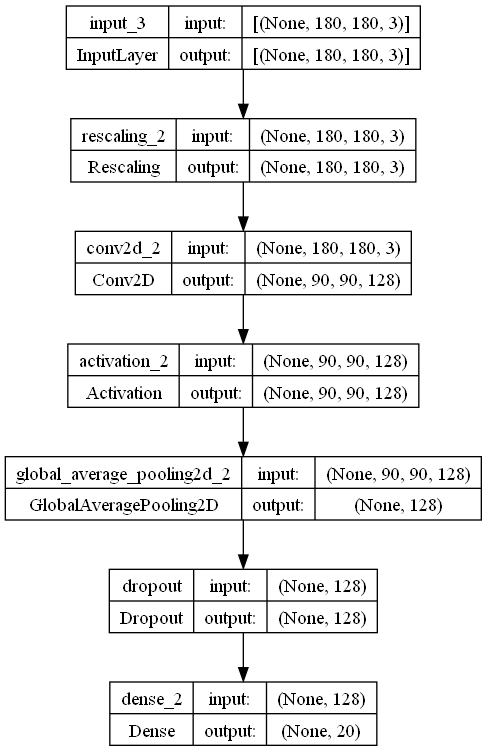 input_3 input: [(None, 180, 180, 3)]
InputLayer output: [(None, 180, 180, 3)]
rescaling_2 input: (None, 180, 180, 3)
Rescaling output: (None, 180, 180, 3)
conv2d_2 input: (None, 180, 180, 3)
Conv2D output: (None, 90, 90, 128)
activation_2 input: (None, 90, 90, 128)
Activation output: (None, 90, 90, 128)
global_average_pooling2d_2 input: (None, 90, 90, 128)
GlobalAveragePooling2D output: (None, 128)
dropout input: (None, 128)
Dropout output: (None, 128)
dense_2 input: (None, 128)
Dense output: (None, 20)